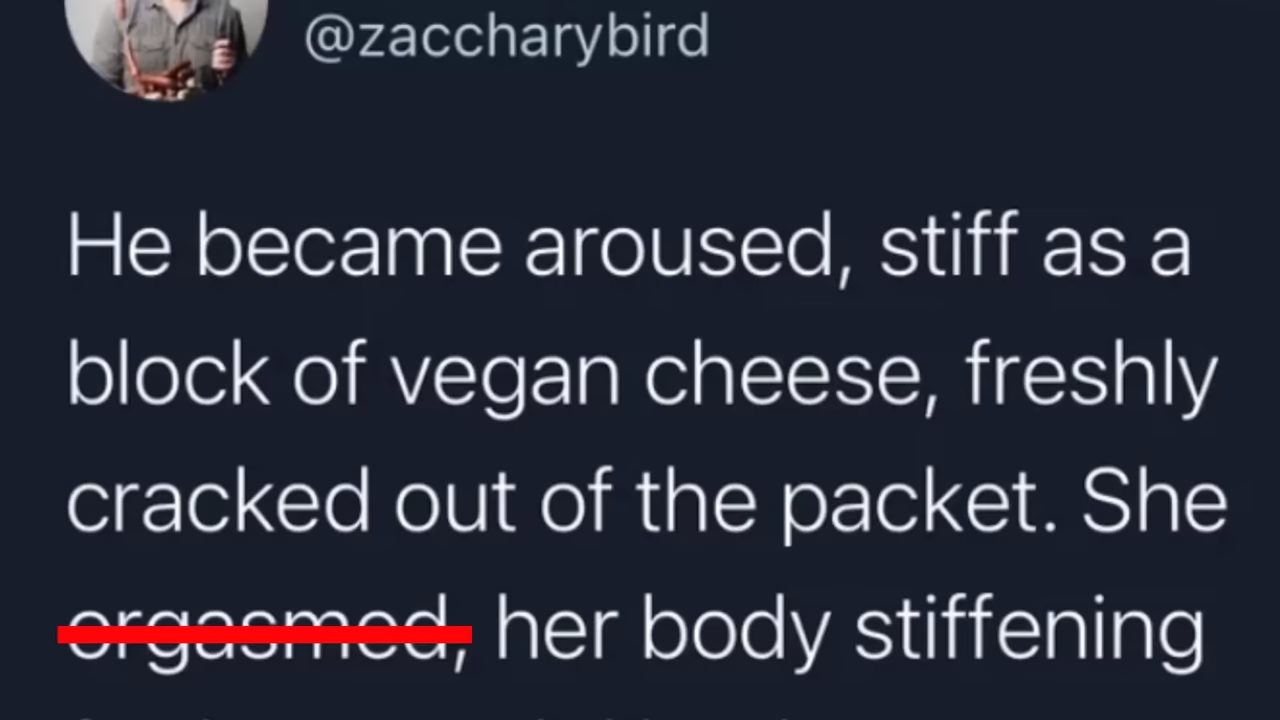 @zaccharybird
He became aroused, stiff as a
block of vegan cheese, freshly
cracked out of the packet. She
orgasmed, her body stiffening